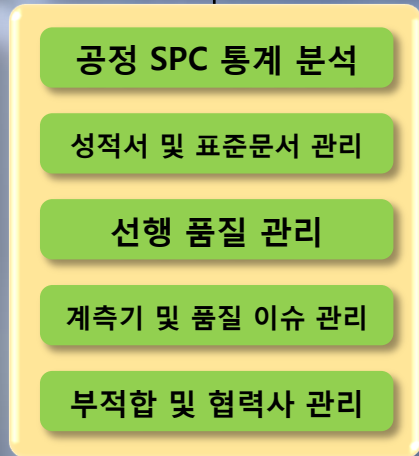 공정 SPC 통계 분석
성적서 및 표준문서 관리
선행 품질 관리
계측기 및 품질 이슈 관리
부적합 및 협력사 관리